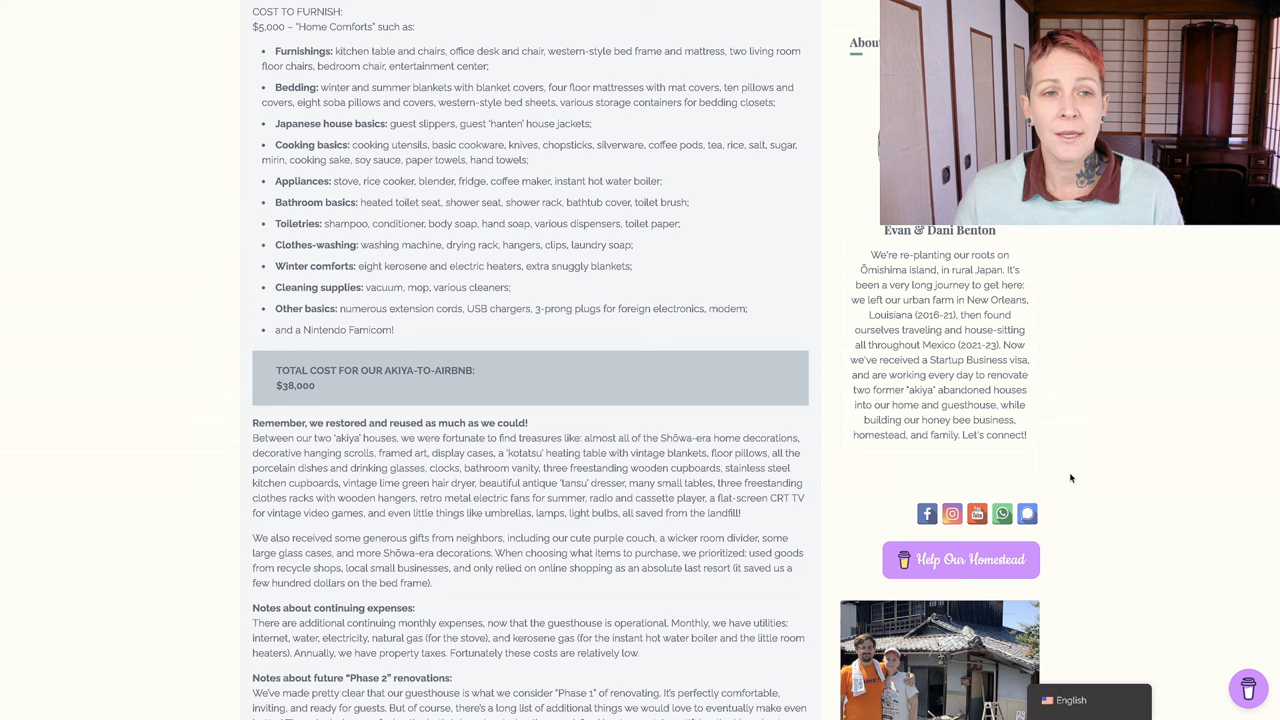 COST TO FURNISH:
$5,000 – "Home Comforts" such as:
• Furnishings: kitchen table and chairs, office desk and chair, western-style bed frame and mattress, two living room
floor chairs, bedroom chair, entertainment center;
• Bedding: winter and summer blankets with blanket covers, four floor mattresses with mat covers, ten pillows and
covers, eight soba pillows and covers, western-style bed sheets, various storage containers for bedding closets;
• Japanese house basics: guest slippers, guest 'hanten' house jackets;
• Cooking basics: cooking utensils, basic cookware, knives, chopsticks, silverware, coffee pods, tea, rice, salt, sugar,
mirin, cooking sake, soy sauce, paper towels, hand towels;
• Appliances: stove, rice cooker, blender, fridge, coffee maker, instant hot water boiler;
• Bathroom basics: heated toilet seat, shower seat, shower rack, bathtub cover, toilet brush;
• Toiletries: shampoo, conditioner, body soap, hand soap, various dispensers, toilet paper;
• Clothes-washing: washing machine, drying rack, hangers, clips, laundry soap;
• Winter comforts: eight kerosene and electric heaters, extra snuggly blankets;
• Cleaning supplies: vacuum, mop, various cleaners;
• Other basics: numerous extension cords, USB chargers, 3-prong plugs for foreign electronics, modem;
• and a Nintendo Famicom!
TOTAL COST FOR OUR AKIYA-TO-AIRBNB:
$38,000
Remember, we restored and reused as much as we could!
Between our two 'akiya' houses, we were fortunate to find treasures like: almost all of the Shōwa-era home decorations,
decorative hanging scrolls, framed art, display cases, a 'kotatsu' heating table with vintage blankets, floor pillows, all the
porcelain dishes and drinking glasses, clocks, bathroom vanity, three freestanding wooden cupboards, stainless steel
kitchen cupboards, vintage lime green hair dryer, beautiful antique 'tansu' dresser, many small tables, three freestanding
clothes racks with wooden hangers, retro metal electric fans for summer, radio and cassette player, a flat-screen CRT TV
for vintage video games, and even little things like umbrellas, lamps, light bulbs, all saved from the landfill!
We also received some generous gifts from neighbors, including our cute purple couch, a wicker room divider, some
large glass cases, and more Shōwa-era decorations. When choosing what items to purchase, we prioritized: used goods
from recycle shops, local small businesses, and only relied on online shopping as an absolute last resort (it saved us a
few hundred dollars on the bed frame).
Notes about continuing expenses:
There are additional continuing monthly expenses, now that the guesthouse is operational. Monthly, we have utilities:
internet, water, electricity, natural gas (for the stove), and kerosene gas (for the instant hot water boiler and the little room
heaters). Annually, we have property taxes. Fortunately these costs are relatively low.
Notes about future "Phase 2" renovations:
We've made pretty clear that our guesthouse is what we consider "Phase 1" of renovating. It's perfectly comfortable,
inviting, and ready for guests. But of course, there's a long list of additional things we would love to eventually make even
About
Evan & Dani Benton
We're re-planting our roots on
Ōmishima island, in rural Japan. It's
been a very long journey to get here:
we left our urban farm in New Orleans,
Louisiana (2016-21), then found
ourselves traveling and house-sitting
all throughout Mexico (2021-23). Now
we've received a Startup Business visa,
and are working every day to renovate
two former "akiya" abandoned houses
into our home and guesthouse, while
building our honey bee business,
homestead, and family. Let's connect!
Help Our Homestead
English